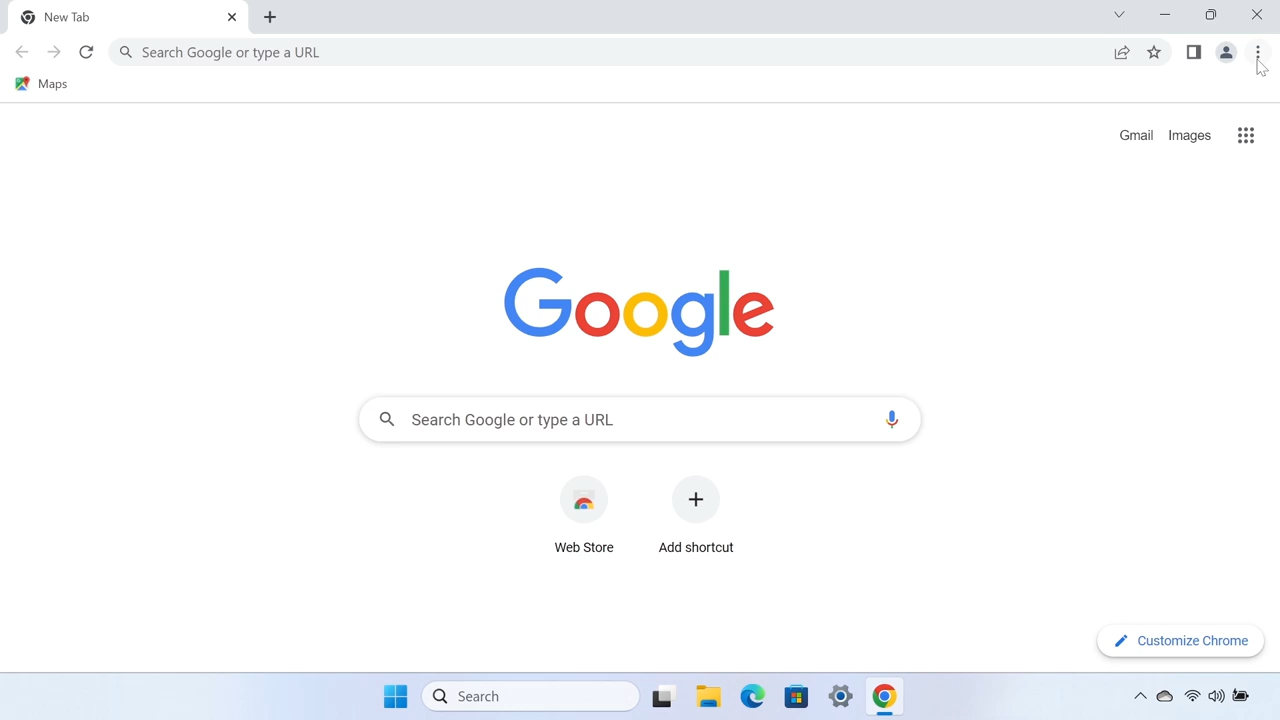 New Tab
Search Google or type a URL
Maps
Gmail Images
Google
Search Google or type a URL
Web Store Add shortcut
Customize Chrome
Search